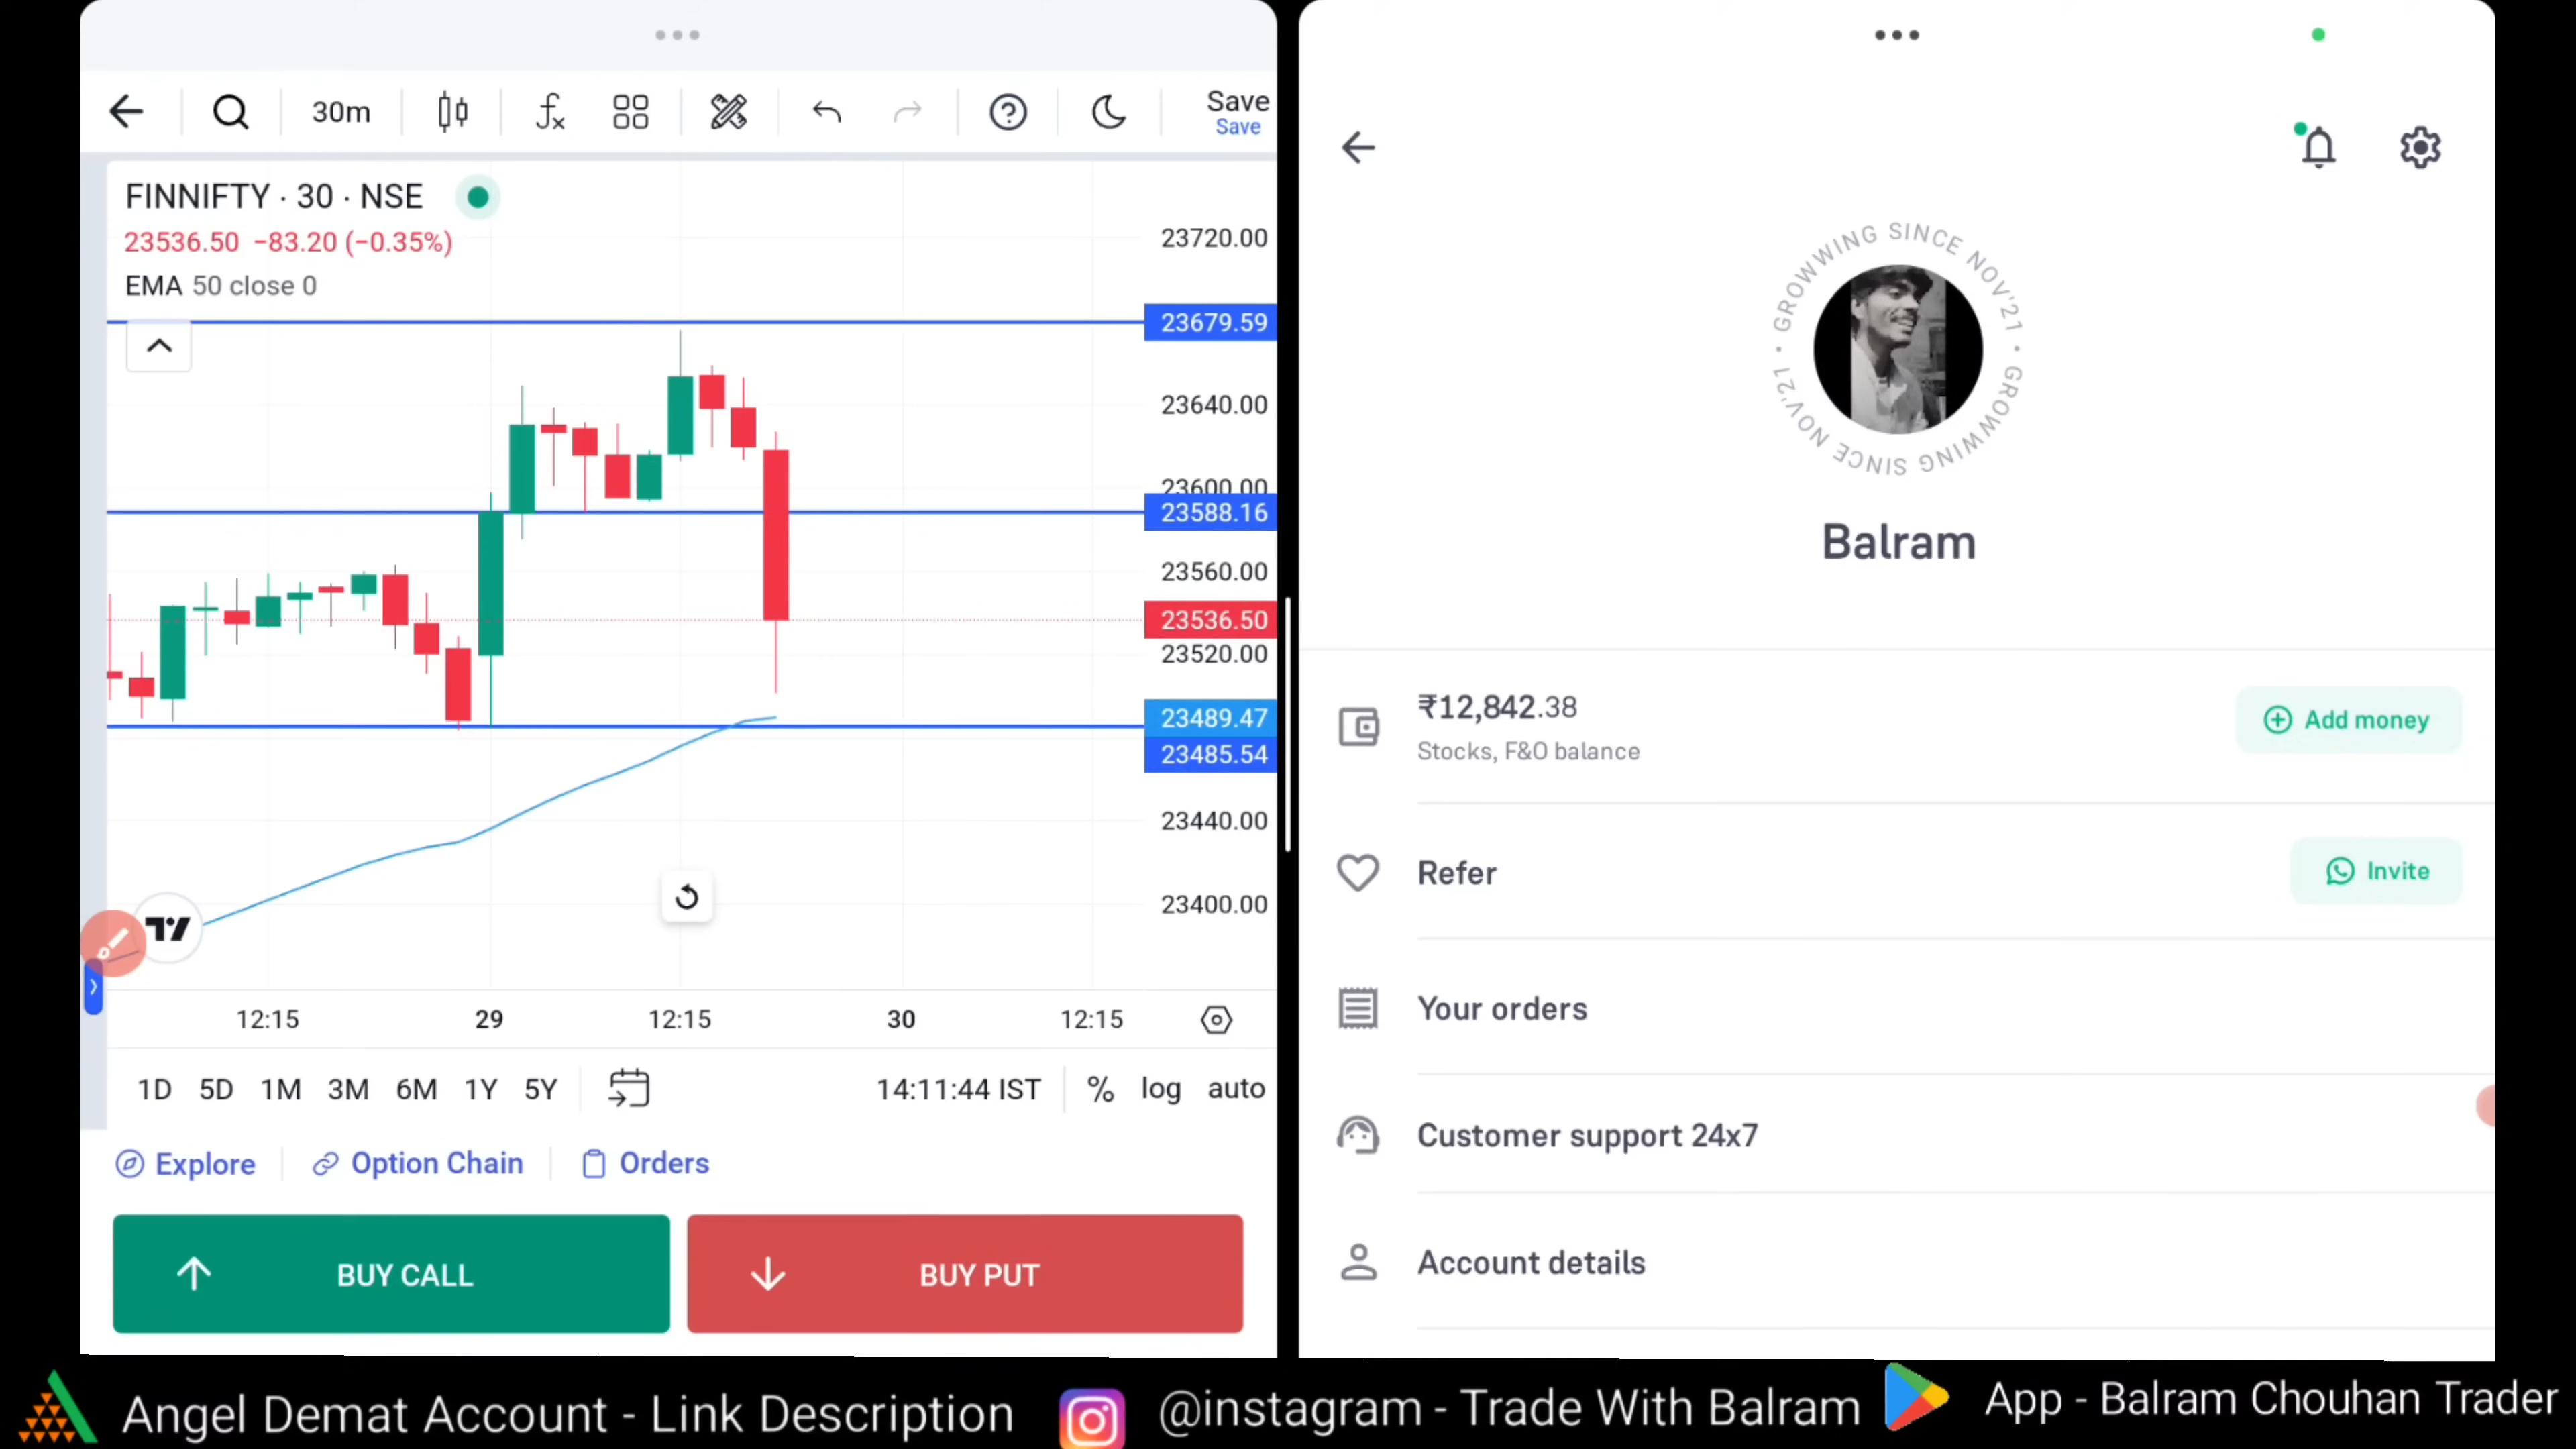 30m
Save
Save
FINNIFTY · 30 · NSE
23536.50 −83.20 (−0.35%)
EMA 50 close 0
23720.00
23679.59
23640.00
23600.00
23588.16
23560.00
23536.50
23520.00
23489.47
23485.54
23440.00
23400.00
12:15 29 12:15 30 12:15
1D 5D 1M 3M 6M 1Y 5Y 14:11:44 IST % log auto
Explore Option Chain Orders
BUY CALL BUY PUT
GROWWING SINCE NOV'21 · GROWWING SINCE NOV'21 ·
Balram
₹12,842.38
Stocks, F&O balance
Add money
Refer
Invite
Your orders
Customer support 24x7
Account details
Angel Demat Account - Link Description @instagram - Trade With Balram App - Balram Chouhan Trader